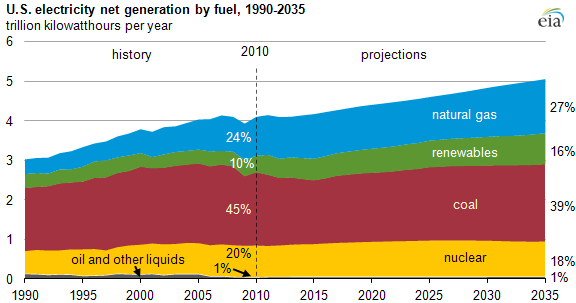 U.S. electricity net generation by fuel, 1990-2035
trillion kilowatthours per year
eia
6
history
2010
projections
5
natural gas
27%
4
24%
renewables
16%
10%
3
45%
coal
39%
2
1
oil and other liquids
20%
nuclear
18%
1%
1%
0
1990 1995 2000 2005 2010 2015 2020 2025 2030 2035